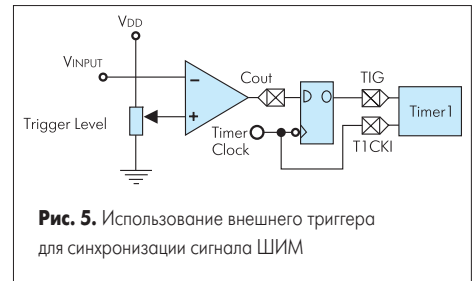 VDD
VINPUT
−
Cout
TIG
Trigger Level
+
D O
Timer1
Timer
Clock
T1CKI
Рис. 5. Использование внешнего триггера
для синхронизации сигнала ШИМ